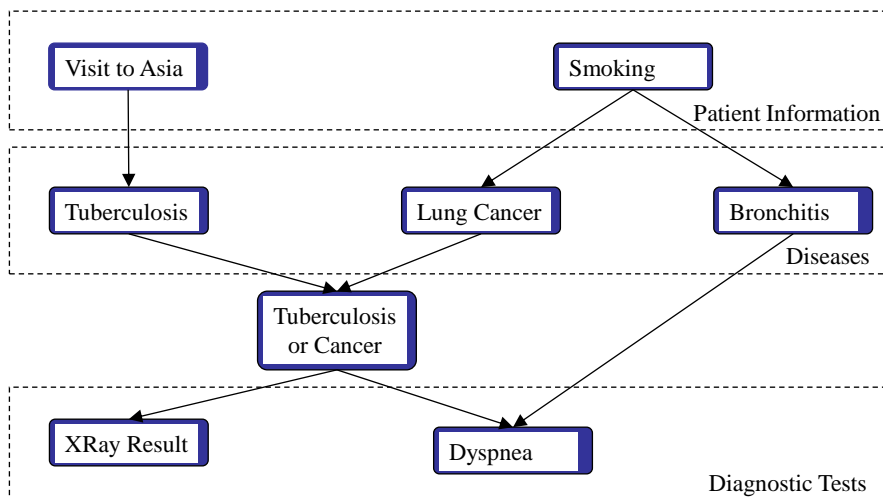 Visit to Asia
Smoking
Patient Information
Tuberculosis
Lung Cancer
Bronchitis
Diseases
Tuberculosis
or Cancer
XRay Result
Dyspnea
Diagnostic Tests